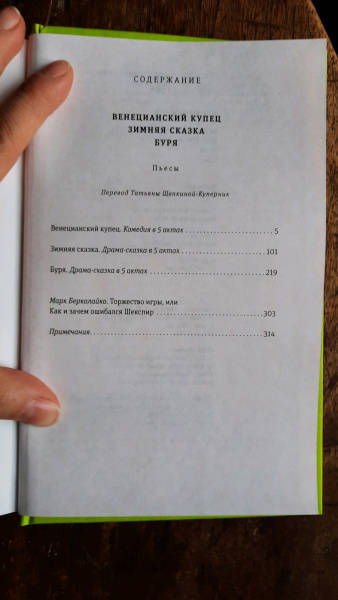 СОДЕРЖАНИЕ
ВЕНЕЦИАНСКИЙ КУПЕЦ
ЗИМНЯЯ СКАЗКА
БУРЯ
Пьесы
Перевод Татьяны Щепкиной-Куперник
Венецианский купец. Комедия в 5 актах 5
Зимняя сказка. Драма-сказка в 5 актах 101
Буря. Драма-сказка в 5 актах 219
Марк Берколайко. Торжество игры, или
Как и зачем ошибался Шекспир 303
Примечания 314